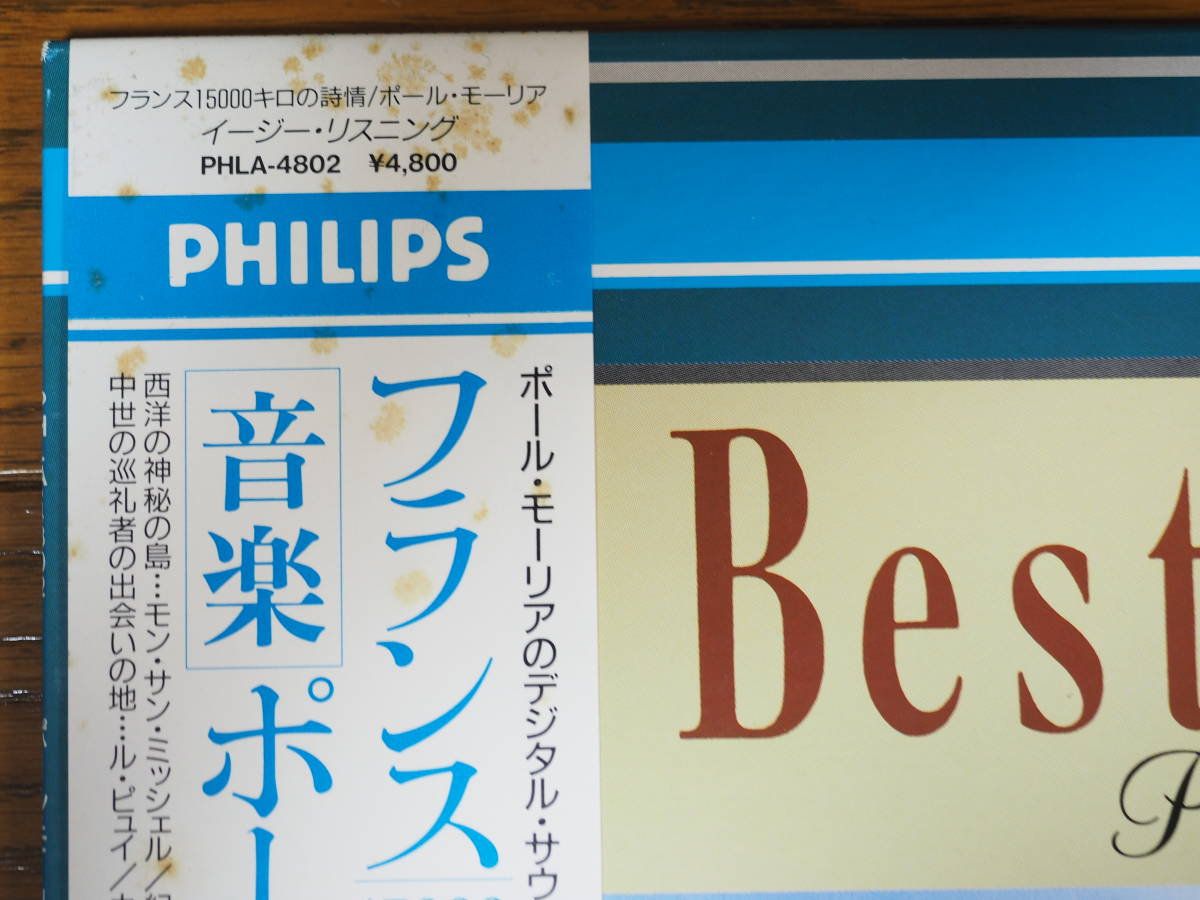 フランス15000キロの詩情/ポール・モーリア
イージー・リスニング
PHLA-4802 ¥4,800
PHILIPS
ポール・モーリアのデジタル・サウ
フランス
音楽
ポー
西洋の神秘の島…モン・サン・ミッシェル/紀
中世の巡礼者の出会いの地…ル・ピュイ/
Best
P